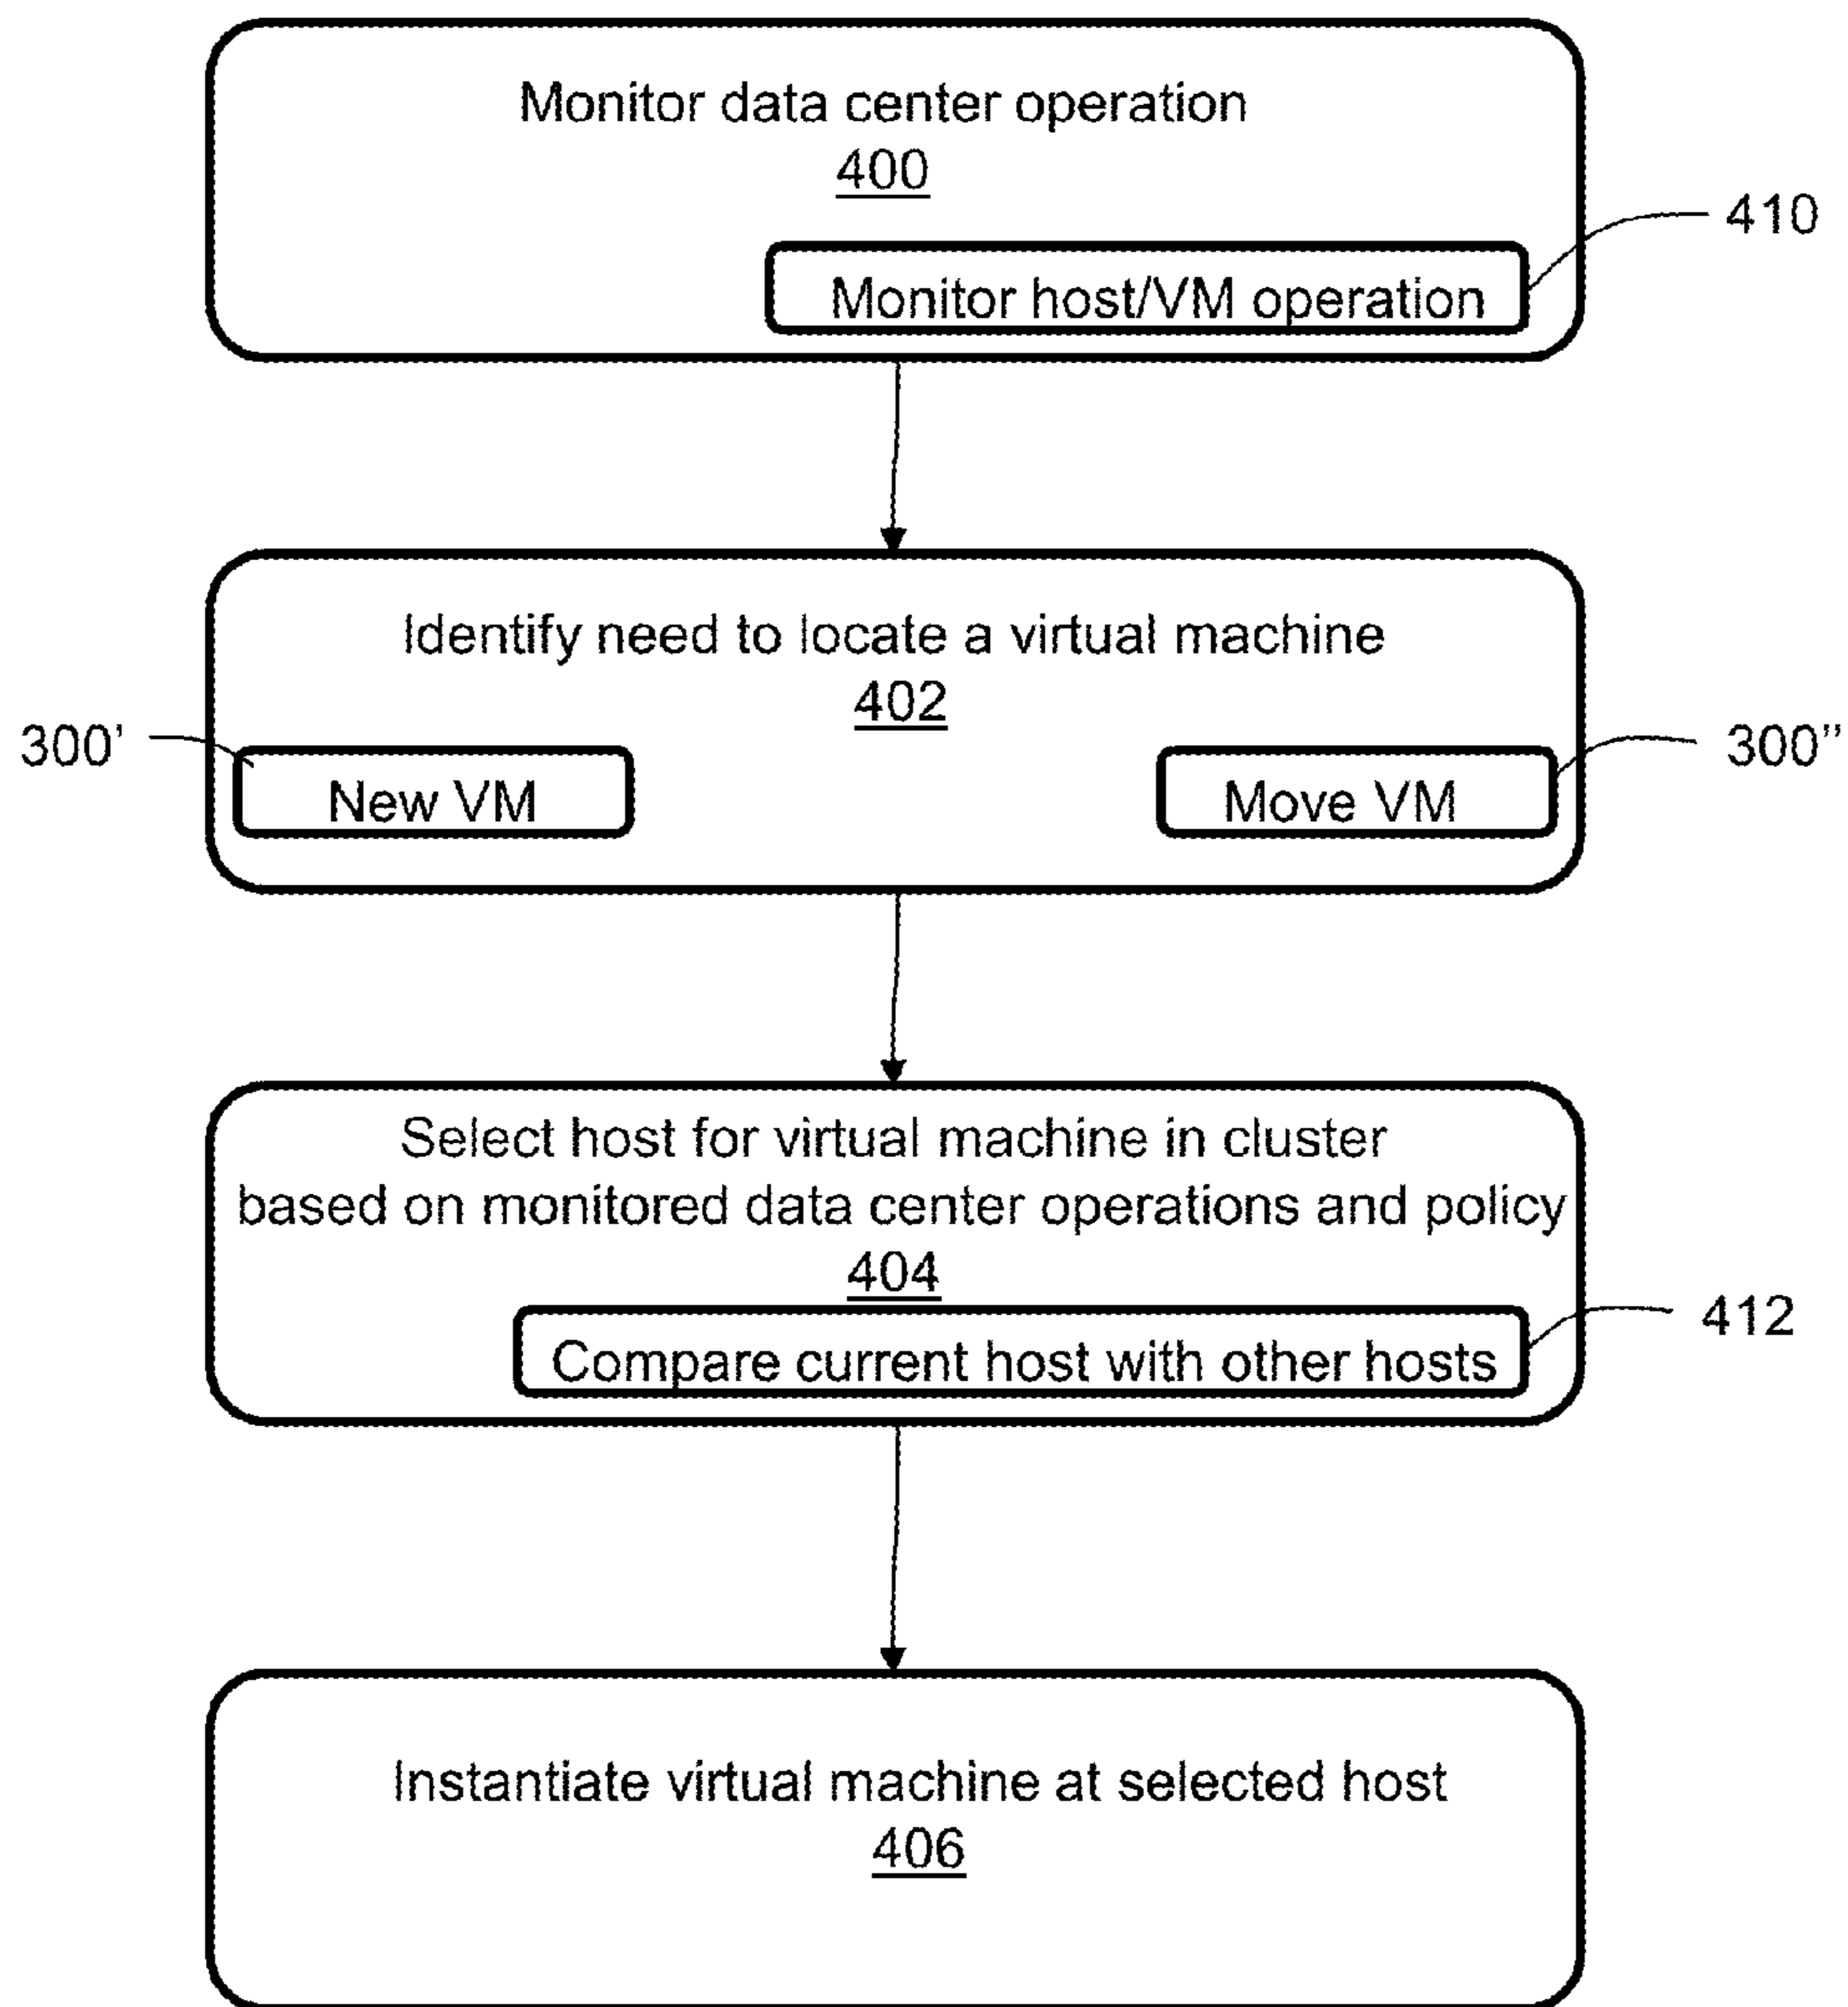 Monitor data center operation
400
410
Monitor host/VM operation
Identify need to locate a virtual machine
402
300’
300”
New VM
Move VM
Select host for virtual machine in cluster
based on monitored data center operations and policy
404
412
Compare current host with other hosts
Instantiate virtual machine at selected host
406